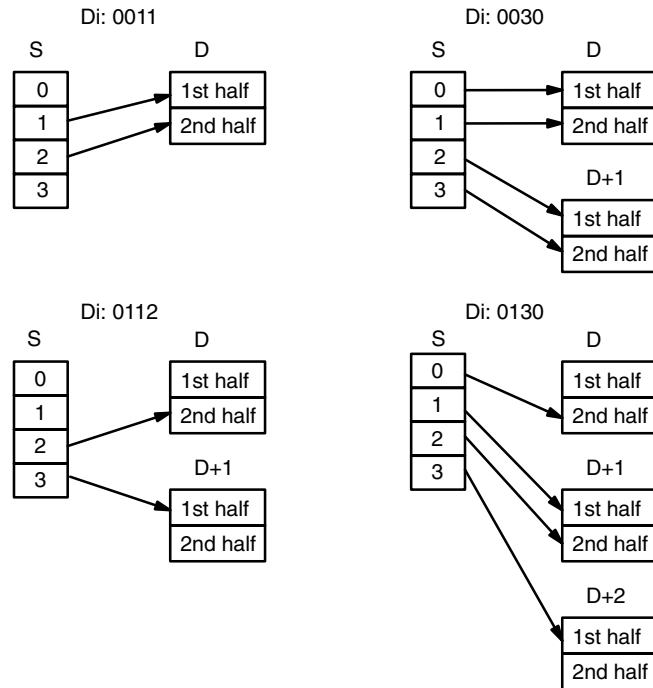 Di: 0011
S
D
0
1
2
3
1st half
2nd half
Di: 0030
S
D
0
1
2
3
1st half
2nd half
D+1
1st half
2nd half
Di: 0112
S
D
0
1
2
3
1st half
2nd half
D+1
1st half
2nd half
Di: 0130
S
D
0
1
2
3
1st half
2nd half
D+1
1st half
2nd half
D+2
1st half
2nd half